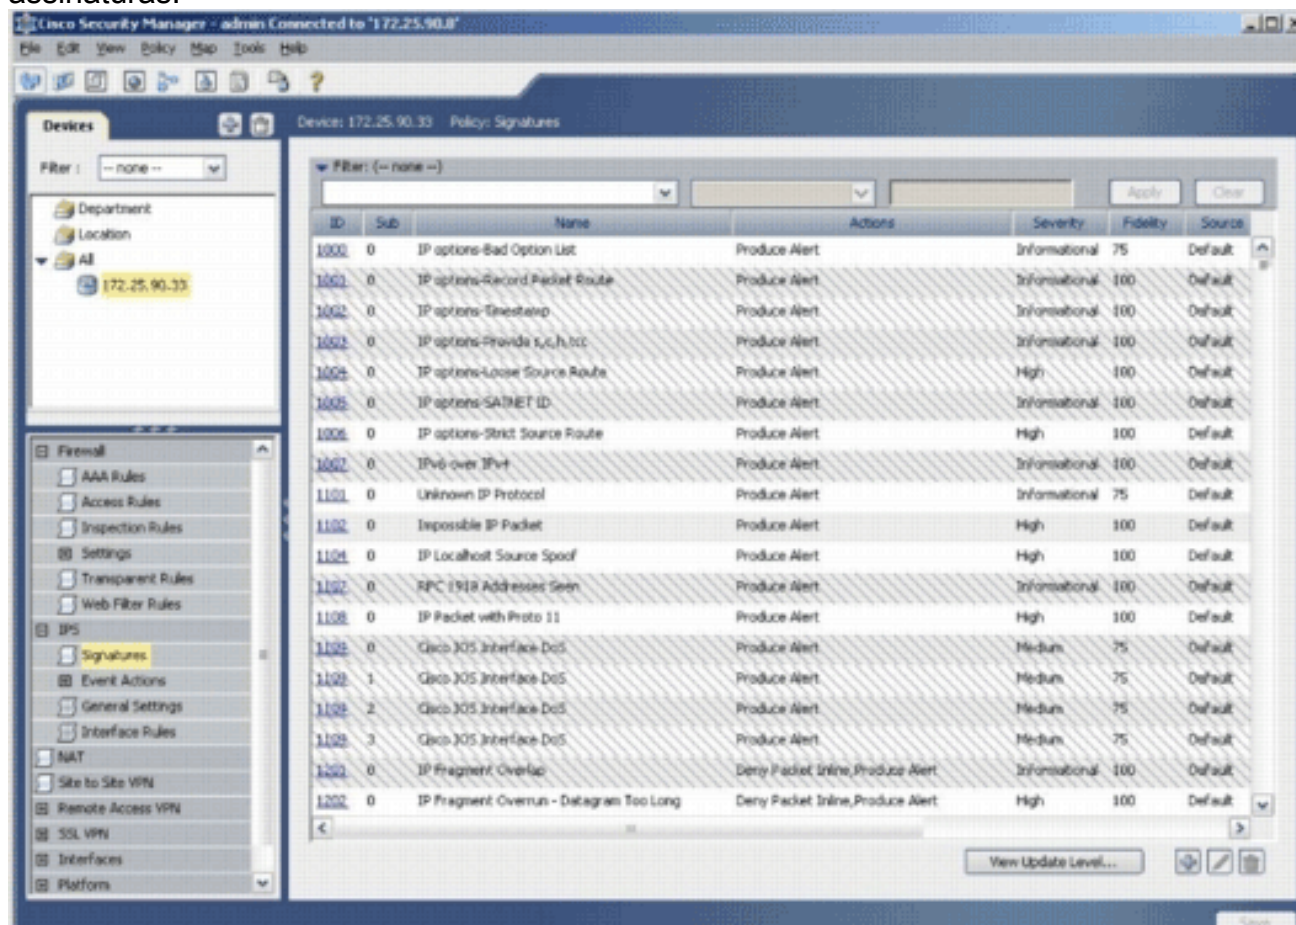 assinaturas.
Cisco Security Manager - admin Connected to '172.25.90.8'
File Edit View Policy Map Tools Help
Devices
Device: 172.25.90.33 Policy: Signatures
Filter : -- none --
Filter: (-- none --)
Apply Clear
Department
Location
All
172.25.90.33
ID Sub Name Actions Severity Fidelity Source
1000 0 IP options-Bad Option List Produce Alert Informational 75 Default
1001 0 IP options-Record Packet Route Produce Alert Informational 100 Default
1002 0 IP options-Timestamp Produce Alert Informational 100 Default
1003 0 IP options-Provide s,c,h,tcc Produce Alert Informational 100 Default
1004 0 IP options-Loose Source Route Produce Alert High 100 Default
1005 0 IP options-SATNET ID Produce Alert Informational 100 Default
1006 0 IP options-Strict Source Route Produce Alert High 100 Default
1007 0 IPv6 over IPv4 Produce Alert Informational 100 Default
1101 0 Unknown IP Protocol Produce Alert Informational 75 Default
1102 0 Impossible IP Packet Produce Alert High 100 Default
1104 0 IP Localhost Source Spoof Produce Alert High 100 Default
1107 0 RFC 1918 Addresses Seen Produce Alert Informational 100 Default
1108 0 IP Packet with Proto 11 Produce Alert High 100 Default
1109 0 Cisco IOS Interface DoS Produce Alert Medium 75 Default
1109 1 Cisco IOS Interface DoS Produce Alert Medium 75 Default
1109 2 Cisco IOS Interface DoS Produce Alert Medium 75 Default
1109 3 Cisco IOS Interface DoS Produce Alert Medium 75 Default
1201 0 IP Fragment Overlap Deny Packet Inline,Produce Alert Informational 100 Default
1202 0 IP Fragment Overrun - Datagram Too Long Deny Packet Inline,Produce Alert High 100 Default
Firewall
AAA Rules
Access Rules
Inspection Rules
Settings
Transparent Rules
Web Filter Rules
IPS
Signatures
Event Actions
General Settings
Interface Rules
NAT
Site to Site VPN
Remote Access VPN
SSL VPN
Interfaces
Platform
View Update Level...
Save